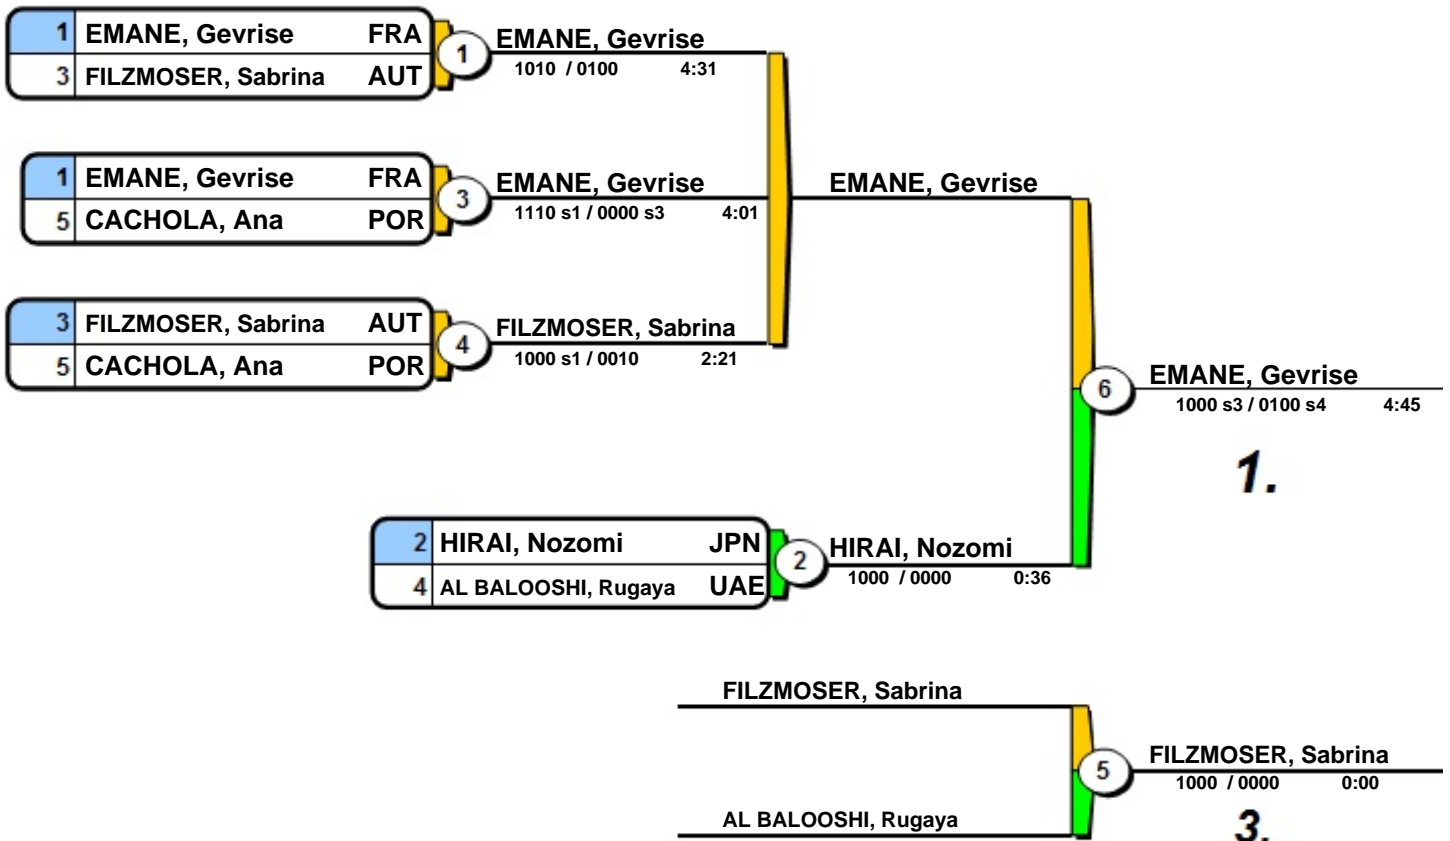 1 EMANE, Gevrise FRA
3 FILZMOSER, Sabrina AUT
1
EMANE, Gevrise
1010 / 0100 4:31
1 EMANE, Gevrise FRA
5 CACHOLA, Ana POR
3
EMANE, Gevrise
1110 s1 / 0000 s3 4:01
EMANE, Gevrise
3 FILZMOSER, Sabrina AUT
5 CACHOLA, Ana POR
4
FILZMOSER, Sabrina
1000 s1 / 0010 2:21
6
EMANE, Gevrise
1000 s3 / 0100 s4 4:45
1.
2 HIRAI, Nozomi JPN
4 AL BALOOSHI, Rugaya UAE
2
HIRAI, Nozomi
1000 / 0000 0:36
FILZMOSER, Sabrina
AL BALOOSHI, Rugaya
5
FILZMOSER, Sabrina
1000 / 0000 0:00
3.